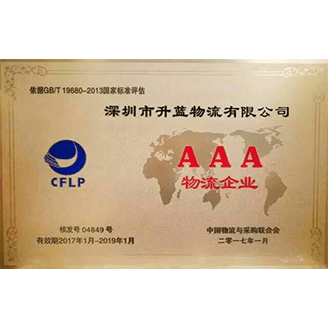 依据GB/T 19680-2013国家标准评估
深圳市升蓝物流有限公司
CFLP
AAA
物流企业
核发号 04849 号
有效期2017年1月-2019年1月
中国物流与采购联合会
二零一七年一月